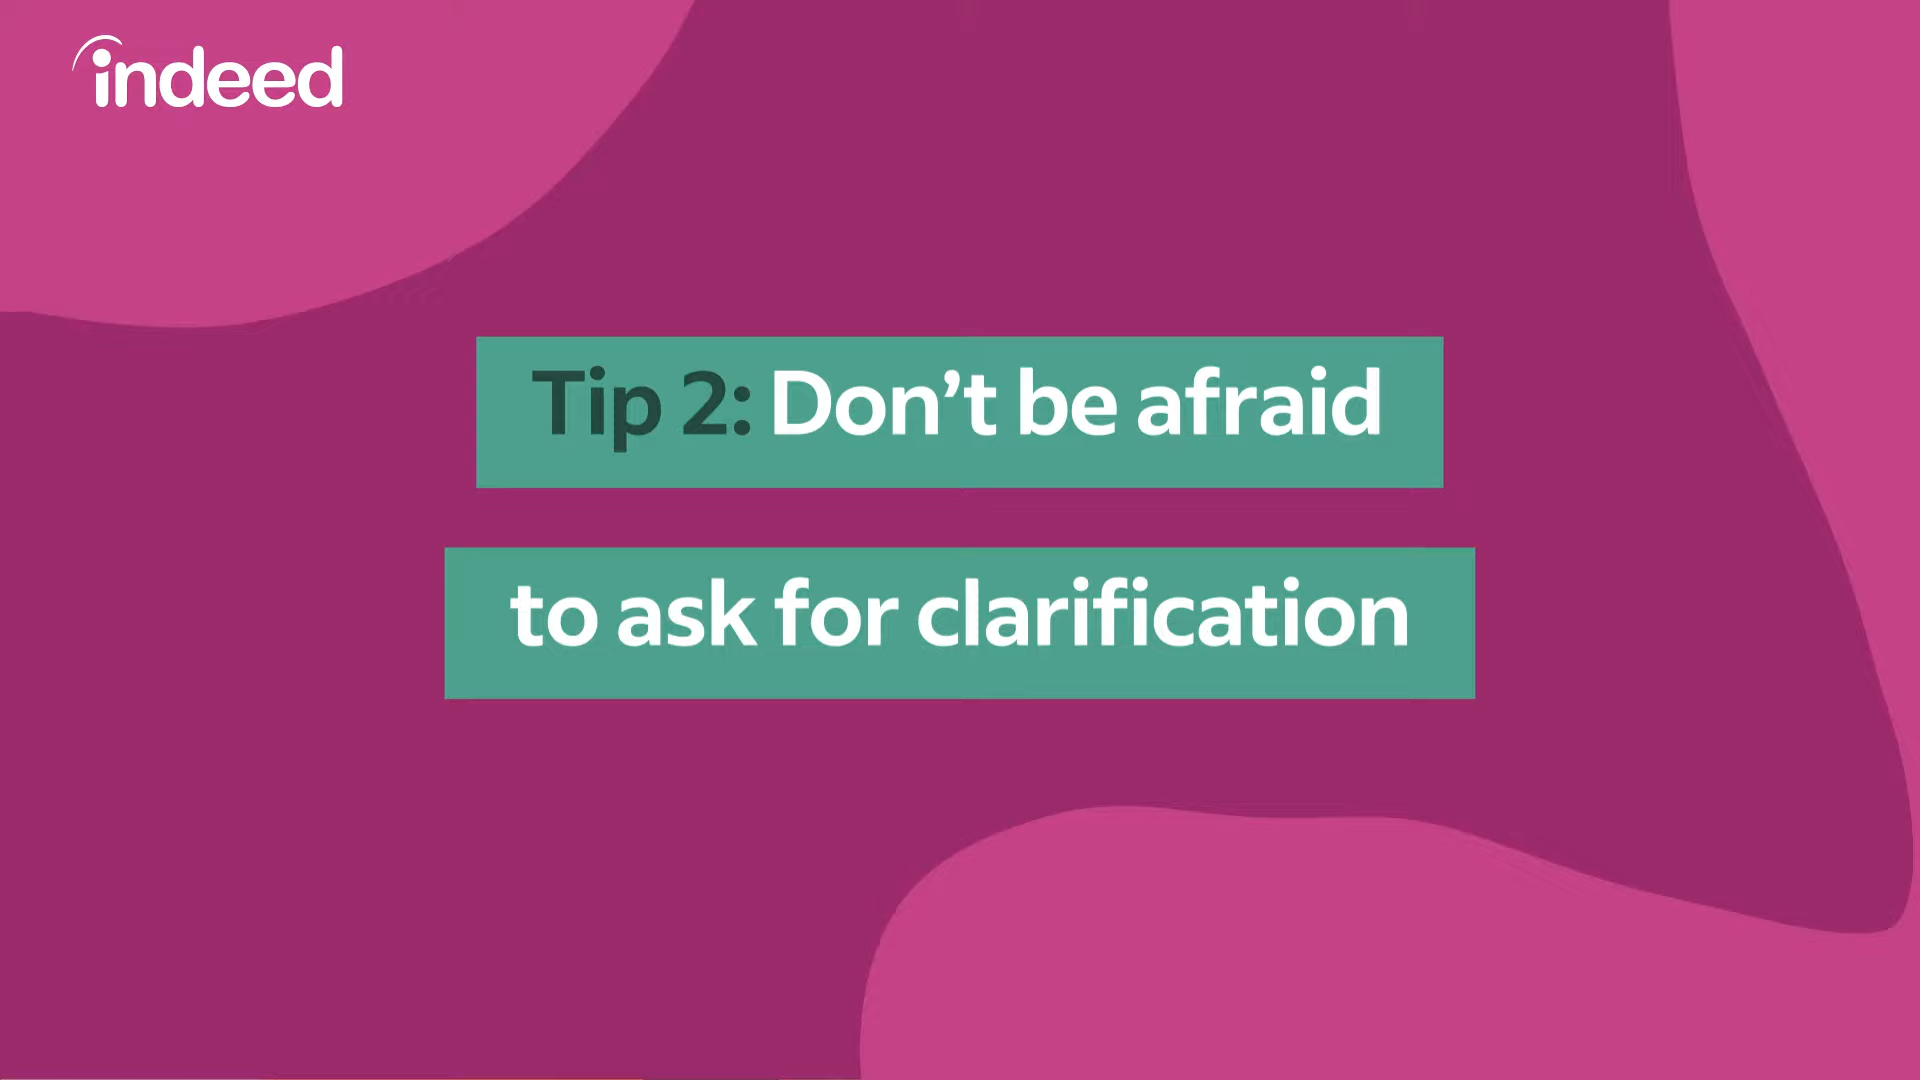 indeed
Tip 2: Don’t be afraid
to ask for clarification